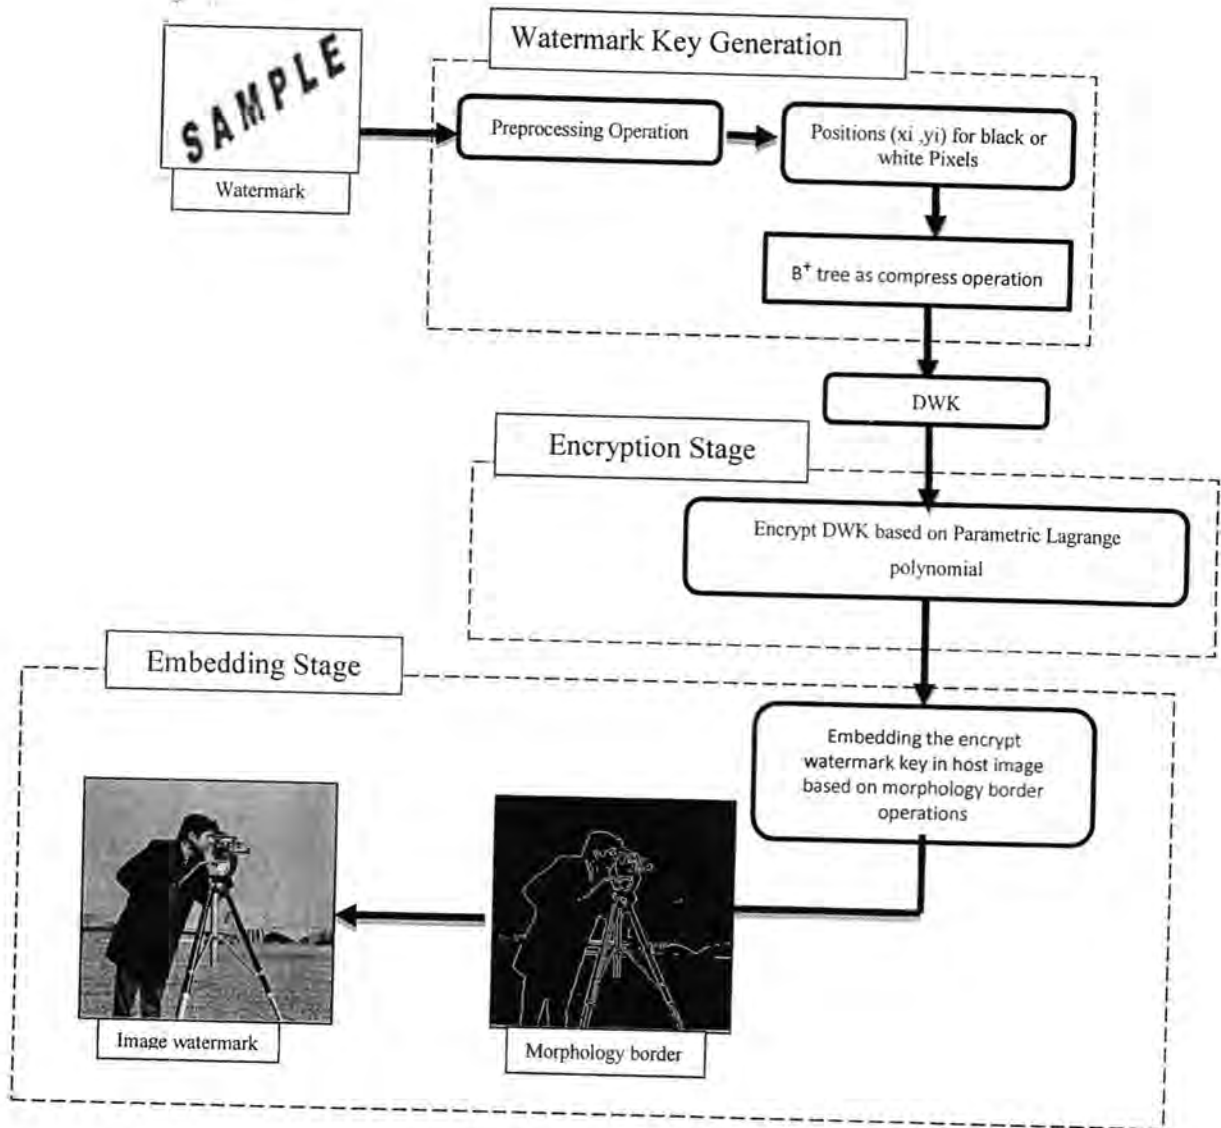 Watermark Key Generation
SAMPLE
Watermark
Preprocessing Operation
Positions (xi ,yi) for black or
white Pixels
B⁺ tree as compress operation
DWK
Encryption Stage
Encrypt DWK based on Parametric Lagrange
polynomial
Embedding Stage
Embedding the encrypt
watermark key in host image
based on morphology border
operations
Image watermark
Morphology border